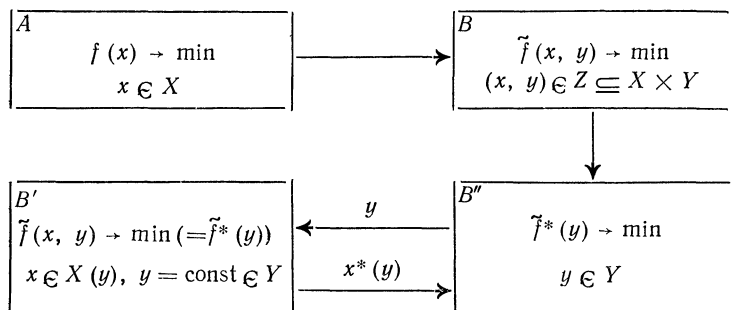 A
f (x) → min
x ∈ X
B
f̃ (x, y) → min
(x, y) ∈ Z ⊆ X × Y
B′
f̃ (x, y) → min (= f̃* (y))
x ∈ X (y), y = const ∈ Y
y
x* (y)
B″
f̃* (y) → min
y ∈ Y